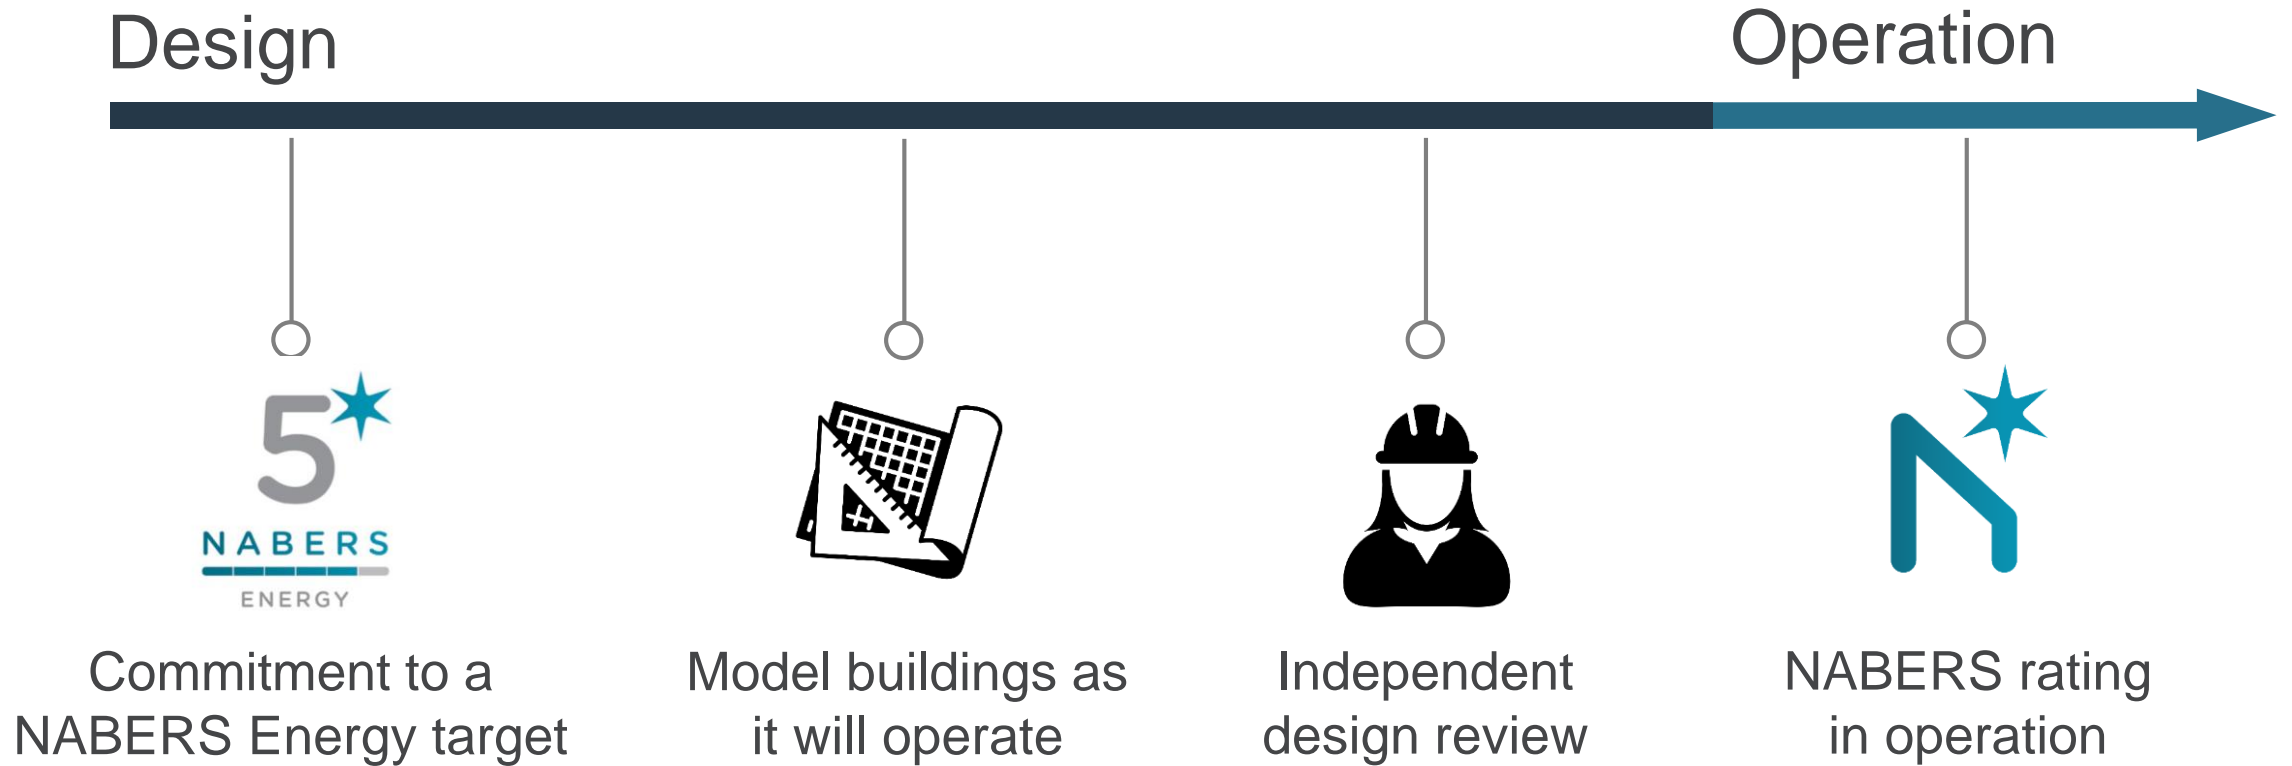 Design
Operation
5
NABERS
ENERGY
Commitment to a
NABERS Energy target
Model buildings as
it will operate
Independent
design review
NABERS rating
in operation